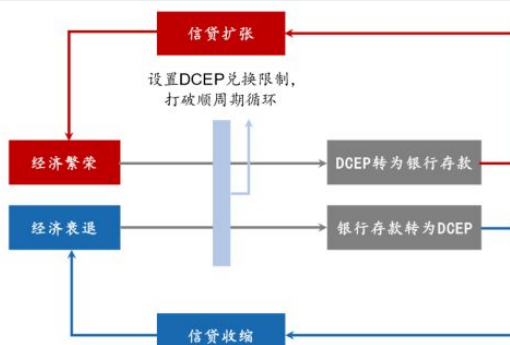 信贷扩张
设置DCEP兑换限制，
打破顺周期循环
经济繁荣
DCEP转为银行存款
经济衰退
银行存款转为DCEP
信贷收缩